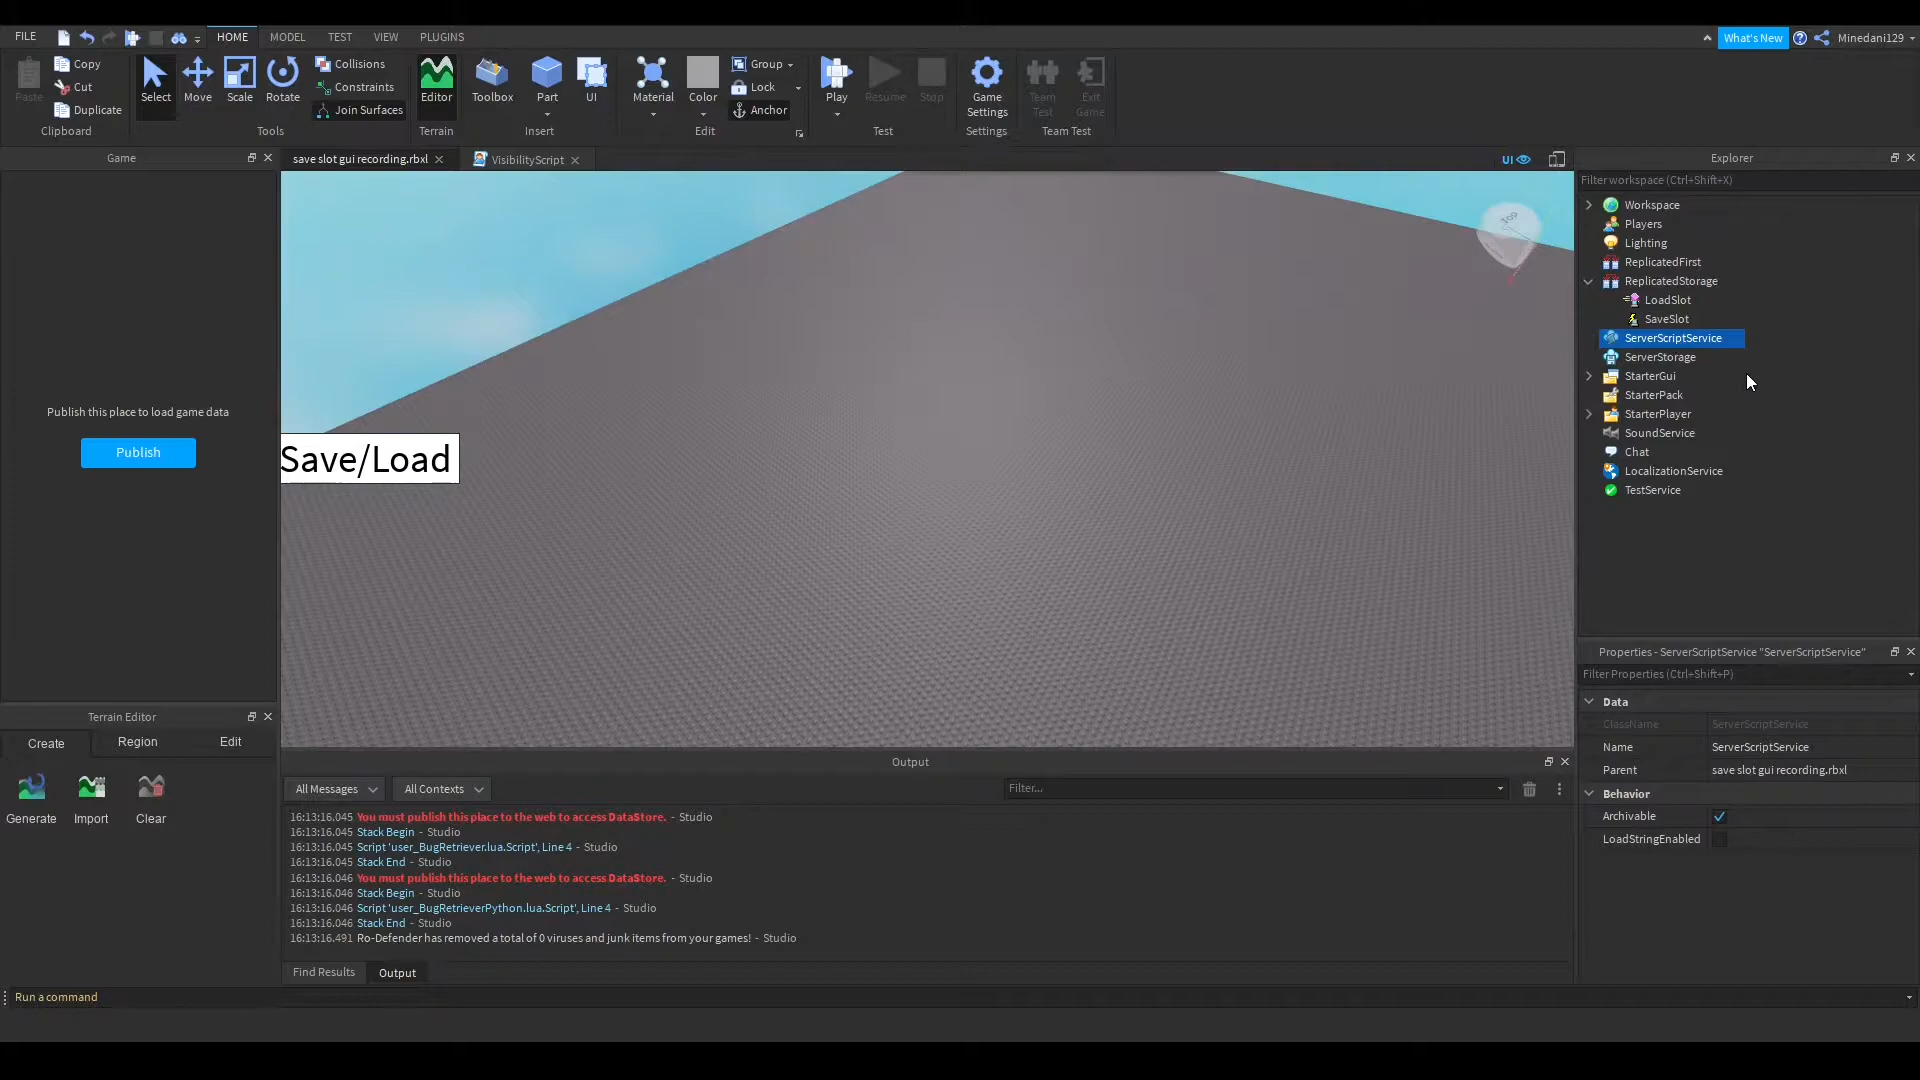 FILE HOME MODEL TEST VIEW PLUGINS What's New Minedani129
Paste Copy Cut Duplicate Clipboard
Select Move Scale Rotate Collisions Constraints Join Surfaces Tools
Editor Terrain
Toolbox Part UI Insert
Material Color Group Lock Anchor Edit
Play Resume Stop Test
Game Settings Settings
Team Test Exit Game Team Test
Game
save slot gui recording.rbxl
VisibilityScript
UI
Top
Publish this place to load game data
Publish
Save/Load
Explorer
Filter workspace (Ctrl+Shift+X)
Workspace
Players
Lighting
ReplicatedFirst
ReplicatedStorage
LoadSlot
SaveSlot
ServerScriptService
ServerStorage
StarterGui
StarterPack
StarterPlayer
SoundService
Chat
LocalizationService
TestService
Properties - ServerScriptService "ServerScriptService"
Filter Properties (Ctrl+Shift+P)
Data
ClassName ServerScriptService
Name ServerScriptService
Parent save slot gui recording.rbxl
Behavior
Archivable
LoadStringEnabled
Terrain Editor
Create Region Edit
Generate Import Clear
Output
All Messages All Contexts Filter...
16:13:16.045 You must publish this place to the web to access DataStore. - Studio
16:13:16.045 Stack Begin - Studio
16:13:16.045 Script 'user_BugRetriever.lua.Script', Line 4 - Studio
16:13:16.045 Stack End - Studio
16:13:16.046 You must publish this place to the web to access DataStore. - Studio
16:13:16.046 Stack Begin - Studio
16:13:16.046 Script 'user_BugRetrieverPython.lua.Script', Line 4 - Studio
16:13:16.046 Stack End - Studio
16:13:16.491 Ro-Defender has removed a total of 0 viruses and junk items from your games! - Studio
Find Results Output
Run a command